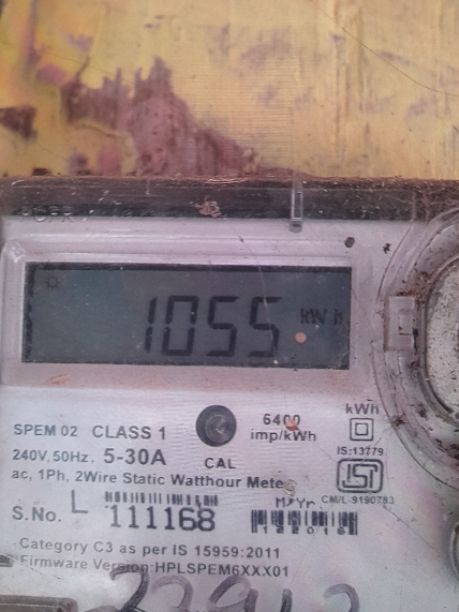 1055 kWh
kWh
6400
imp/kWh
SPEM 02 CLASS 1
240V, 50Hz, 5-30A
CAL
IS:13779
ac, 1Ph, 2Wire Static Watthour Meter
ISI
CM/L-9190783
L
M Yr
S.No. 111168
122016
Category C3 as per IS 15959:2011
Firmware Version:HPLSPEM6XXX01